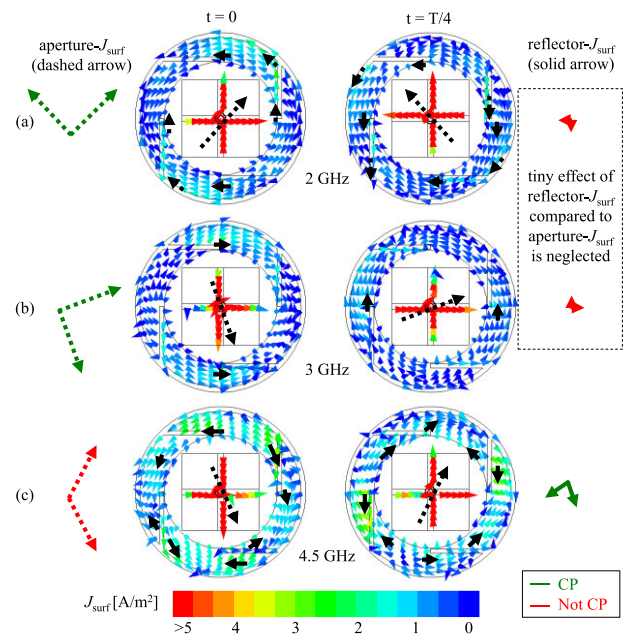 t = 0
t = T/4
aperture-Jsurf
(dashed arrow)
reflector-Jsurf
(solid arrow)
(a)
2 GHz
tiny effect of
reflector-Jsurf
compared to
aperture-Jsurf
is neglected
(b)
3 GHz
(c)
4.5 GHz
Jsurf [A/m²]
>5 4 3 2 1 0
CP
Not CP